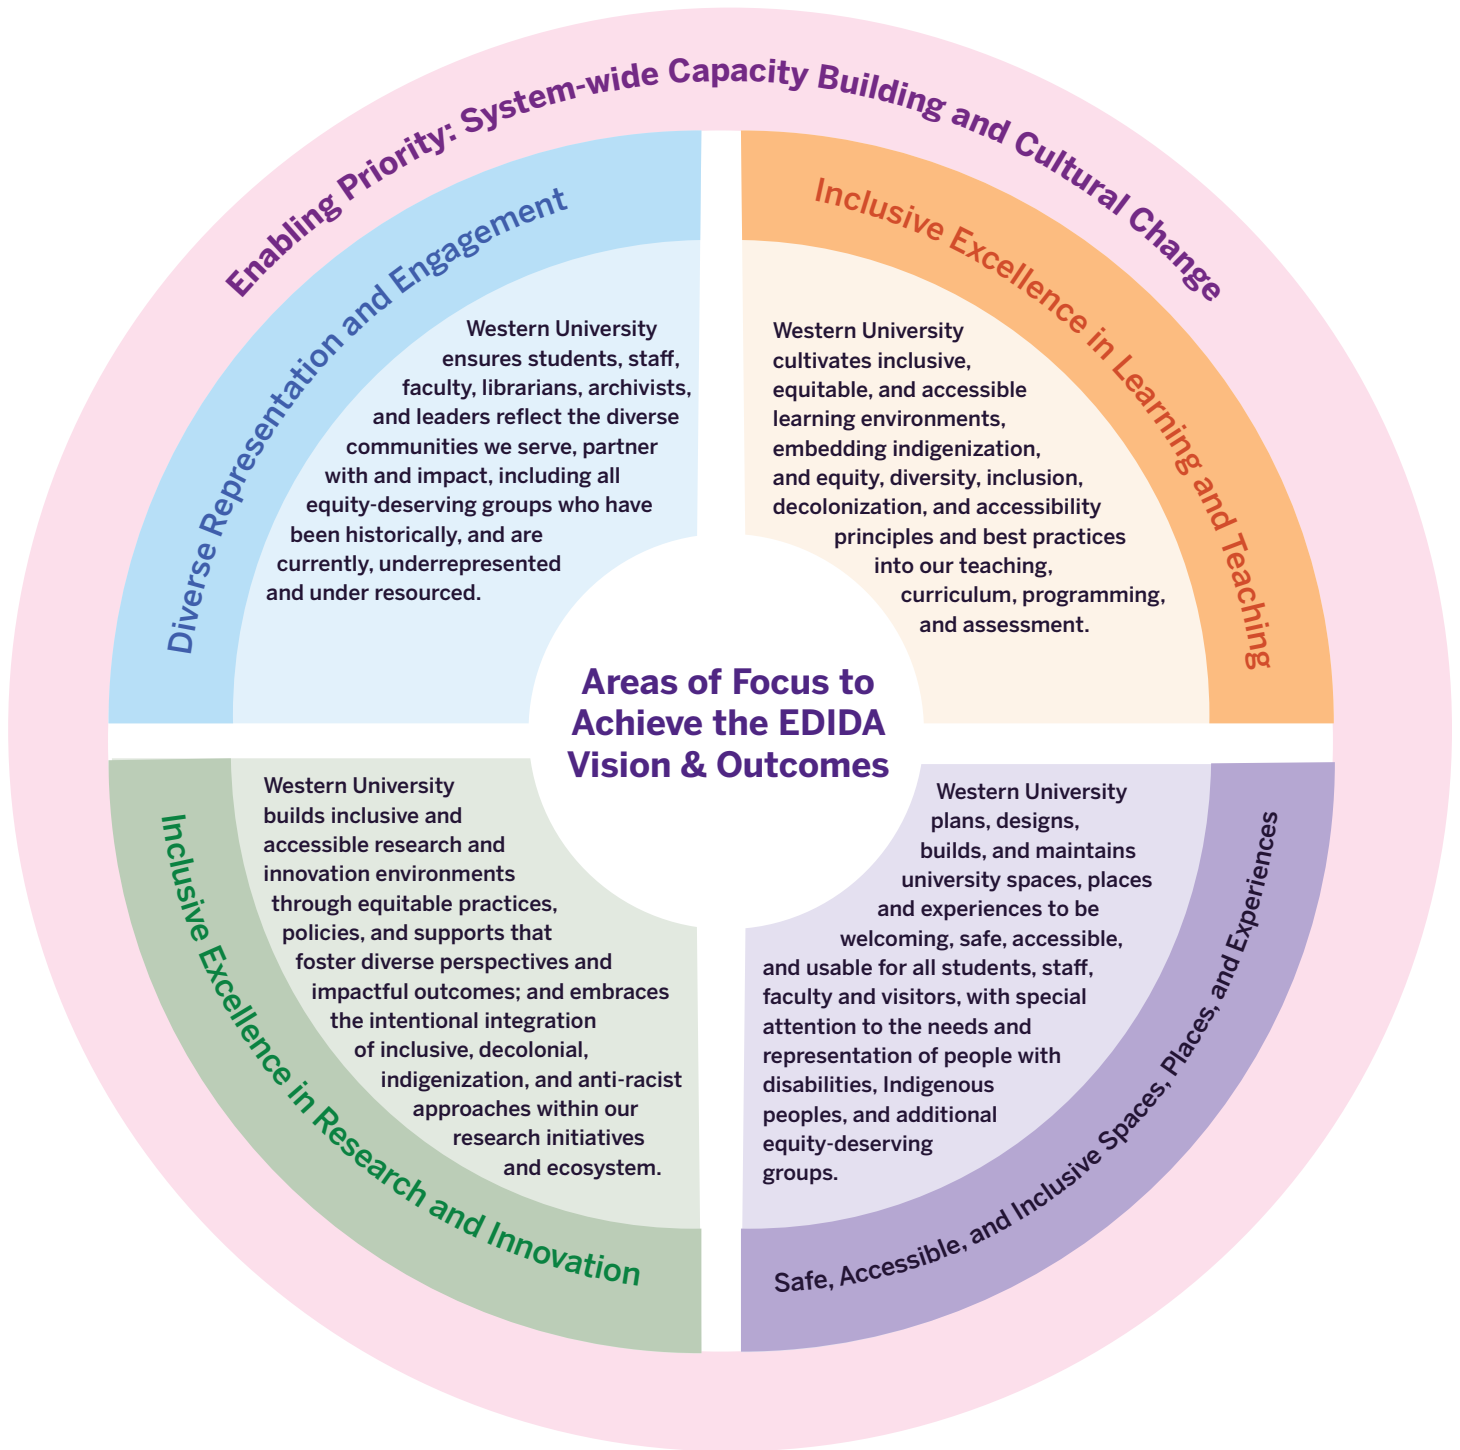 Enabling Priority: System-wide Capacity Building and Cultural Change
Diverse Representation and Engagement
Western University
ensures students, staff,
faculty, librarians, archivists,
and leaders reflect the diverse
communities we serve, partner
with and impact, including all
equity-deserving groups who have
been historically, and are
currently, underrepresented
and under resourced.
Inclusive Excellence in Learning and Teaching
Western University
cultivates inclusive,
equitable, and accessible
learning environments,
embedding indigenization,
and equity, diversity, inclusion,
decolonization, and accessibility
principles and best practices
into our teaching,
curriculum, programming,
and assessment.
Areas of Focus to
Achieve the EDIDA
Vision & Outcomes
Inclusive Excellence in Research and Innovation
Western University
builds inclusive and
accessible research and
innovation environments
through equitable practices,
policies, and supports that
foster diverse perspectives and
impactful outcomes; and embraces
the intentional integration
of inclusive, decolonial,
indigenization, and anti-racist
approaches within our
research initiatives
and ecosystem.
Safe, Accessible, and Inclusive Spaces, Places, and Experiences
Western University
plans, designs,
builds, and maintains
university spaces, places
and experiences to be
welcoming, safe, accessible,
and usable for all students, staff,
faculty and visitors, with special
attention to the needs and
representation of people with
disabilities, Indigenous
peoples, and additional
equity-deserving
groups.